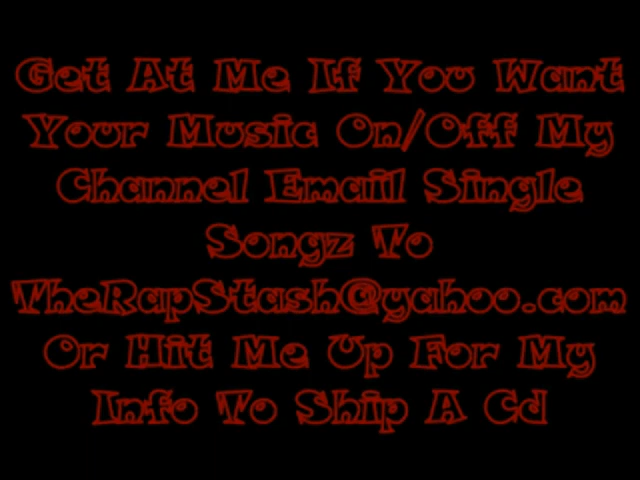 Get At Me If You Want
Your Music On/Off My
Channel Email Single
Songz To
TheRapStash@yahoo.com
Or Hit Me Up For My
Info To Ship A Cd